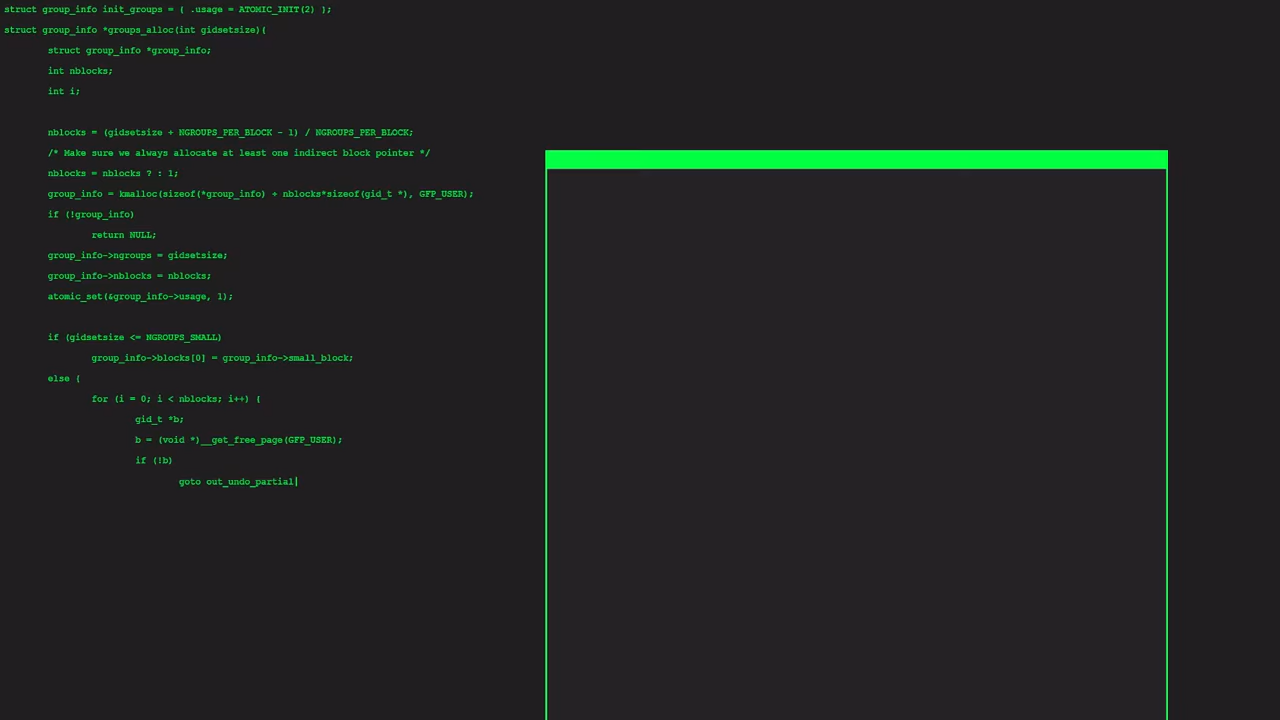 struct group_info init_groups = { .usage = ATOMIC_INIT(2) };
struct group_info *groups_alloc(int gidsetsize){
struct group_info *group_info;
int nblocks;
int i;
nblocks = (gidsetsize + NGROUPS_PER_BLOCK - 1) / NGROUPS_PER_BLOCK;
/* Make sure we always allocate at least one indirect block pointer */
nblocks = nblocks ? : 1;
group_info = kmalloc(sizeof(*group_info) + nblocks*sizeof(gid_t *), GFP_USER);
if (!group_info)
return NULL;
group_info->ngroups = gidsetsize;
group_info->nblocks = nblocks;
atomic_set(&group_info->usage, 1);
if (gidsetsize <= NGROUPS_SMALL)
group_info->blocks[0] = group_info->small_block;
else {
for (i = 0; i < nblocks; i++) {
gid_t *b;
b = (void *)__get_free_page(GFP_USER);
if (!b)
goto out_undo_partial|